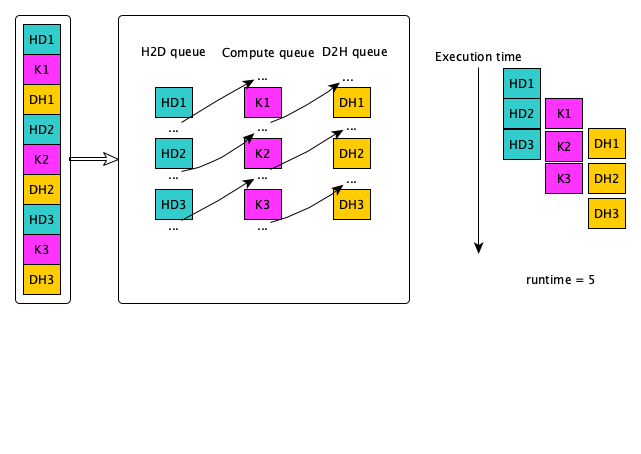 HD1
K1
DH1
HD2
K2
DH2
HD3
K3
DH3
H2D queue Compute queue D2H queue
... ...
HD1 K1 DH1
... ... ...
HD2 K2 DH2
... ... ...
HD3 K3 DH3
... ...
Execution time
HD1
HD2 K1
HD3 K2 DH1
K3 DH2
DH3
runtime = 5